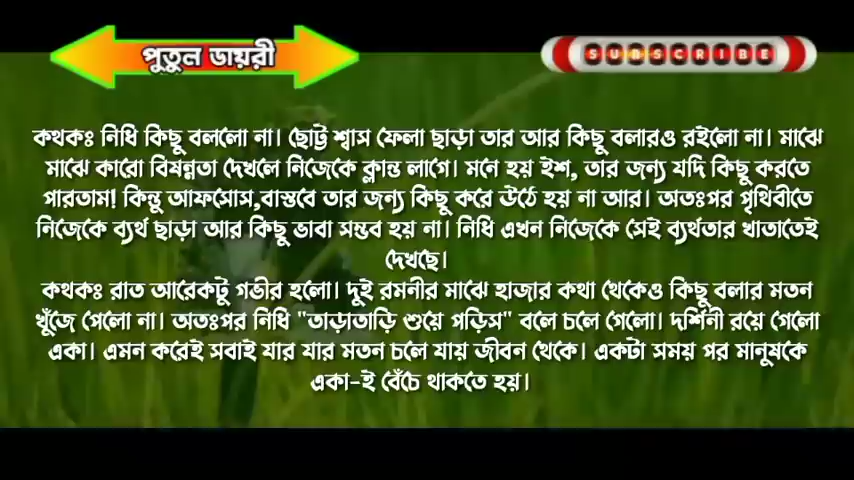 পুতুল ডায়রী
SUBSCRIBE
কথকঃ নিধি কিছু বললো না। ছোট্ট শ্বাস ফেলা ছাড়া তার আর কিছু বলারও রইলো না। মাঝে
মাঝে কারো বিষন্নতা দেখলে নিজেকে ক্লান্ত লাগে। মনে হয় ইশ, তার জন্য যদি কিছু করতে
পারতাম! কিন্তু আফসোস,বাস্তবে তার জন্য কিছু করে উঠে হয় না আর। অতঃপর পৃথিবীতে
নিজেকে ব্যর্থ ছাড়া আর কিছু ভাবা সম্ভব হয় না। নিধি এখন নিজেকে সেই ব্যর্থতার খাতাতেই
দেখছে।
কথকঃ রাত আরেকটু গভীর হলো। দুই রমনীর মাঝে হাজার কথা থেকেও কিছু বলার মতন
খুঁজে পেলো না। অতঃপর নিধি "তাড়াতাড়ি শুয়ে পড়িস" বলে চলে গেলো। দর্শিনী রয়ে গেলো
একা। এমন করেই সবাই যার যার মতন চলে যায় জীবন থেকে। একটা সময় পর মানুষকে
একা-ই বেঁচে থাকতে হয়।